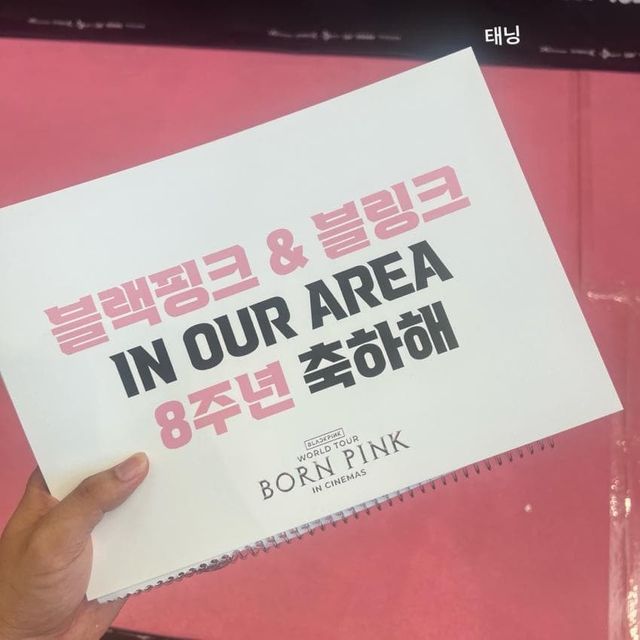 태닝
블랙핑크 & 블링크
IN OUR AREA
8주년 축하해
BLACKPINK
WORLD TOUR
BORN PINK
IN CINEMAS